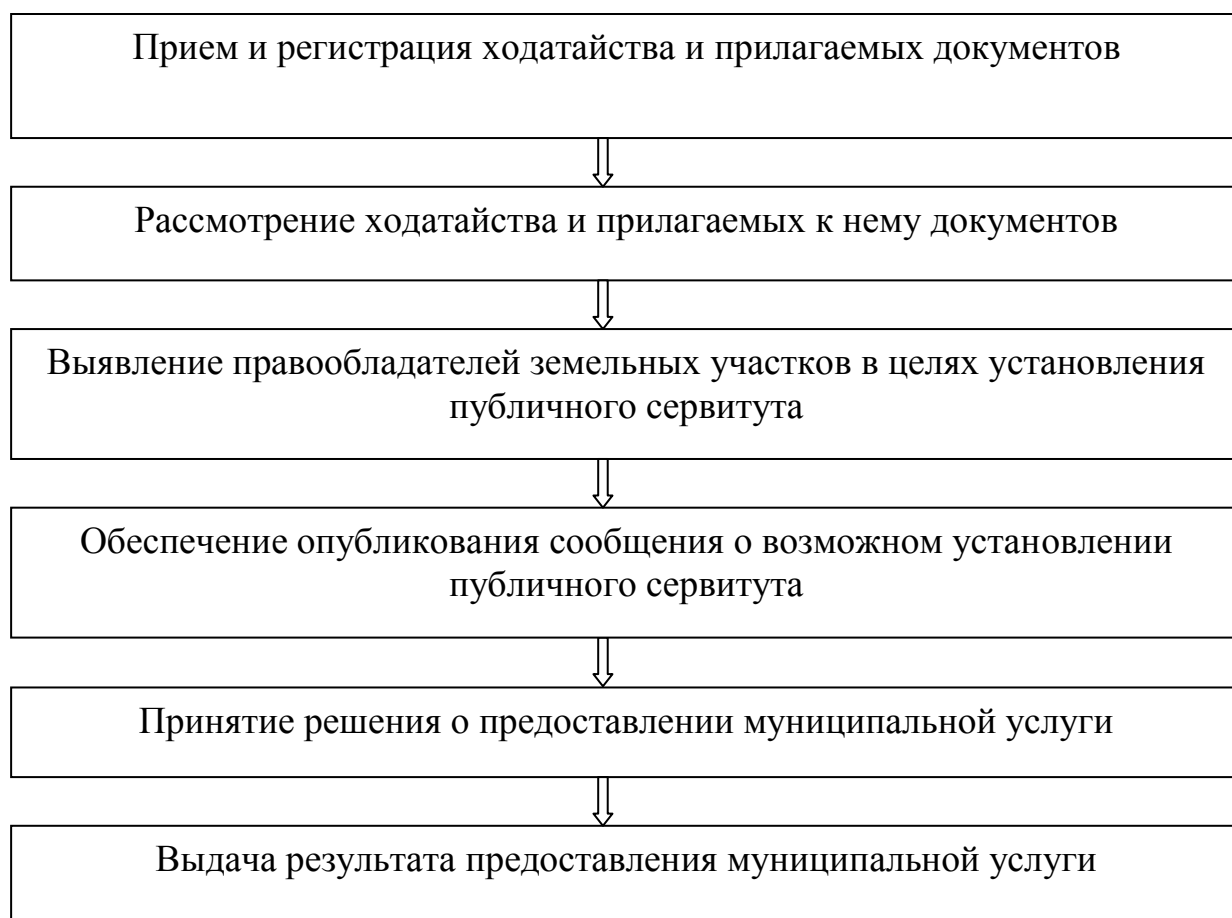 Прием и регистрация ходатайства и прилагаемых документов
Рассмотрение ходатайства и прилагаемых к нему документов
Выявление правообладателей земельных участков в целях установления
публичного сервитута
Обеспечение опубликования сообщения о возможном установлении
публичного сервитута
Принятие решения о предоставлении муниципальной услуги
Выдача результата предоставления муниципальной услуги